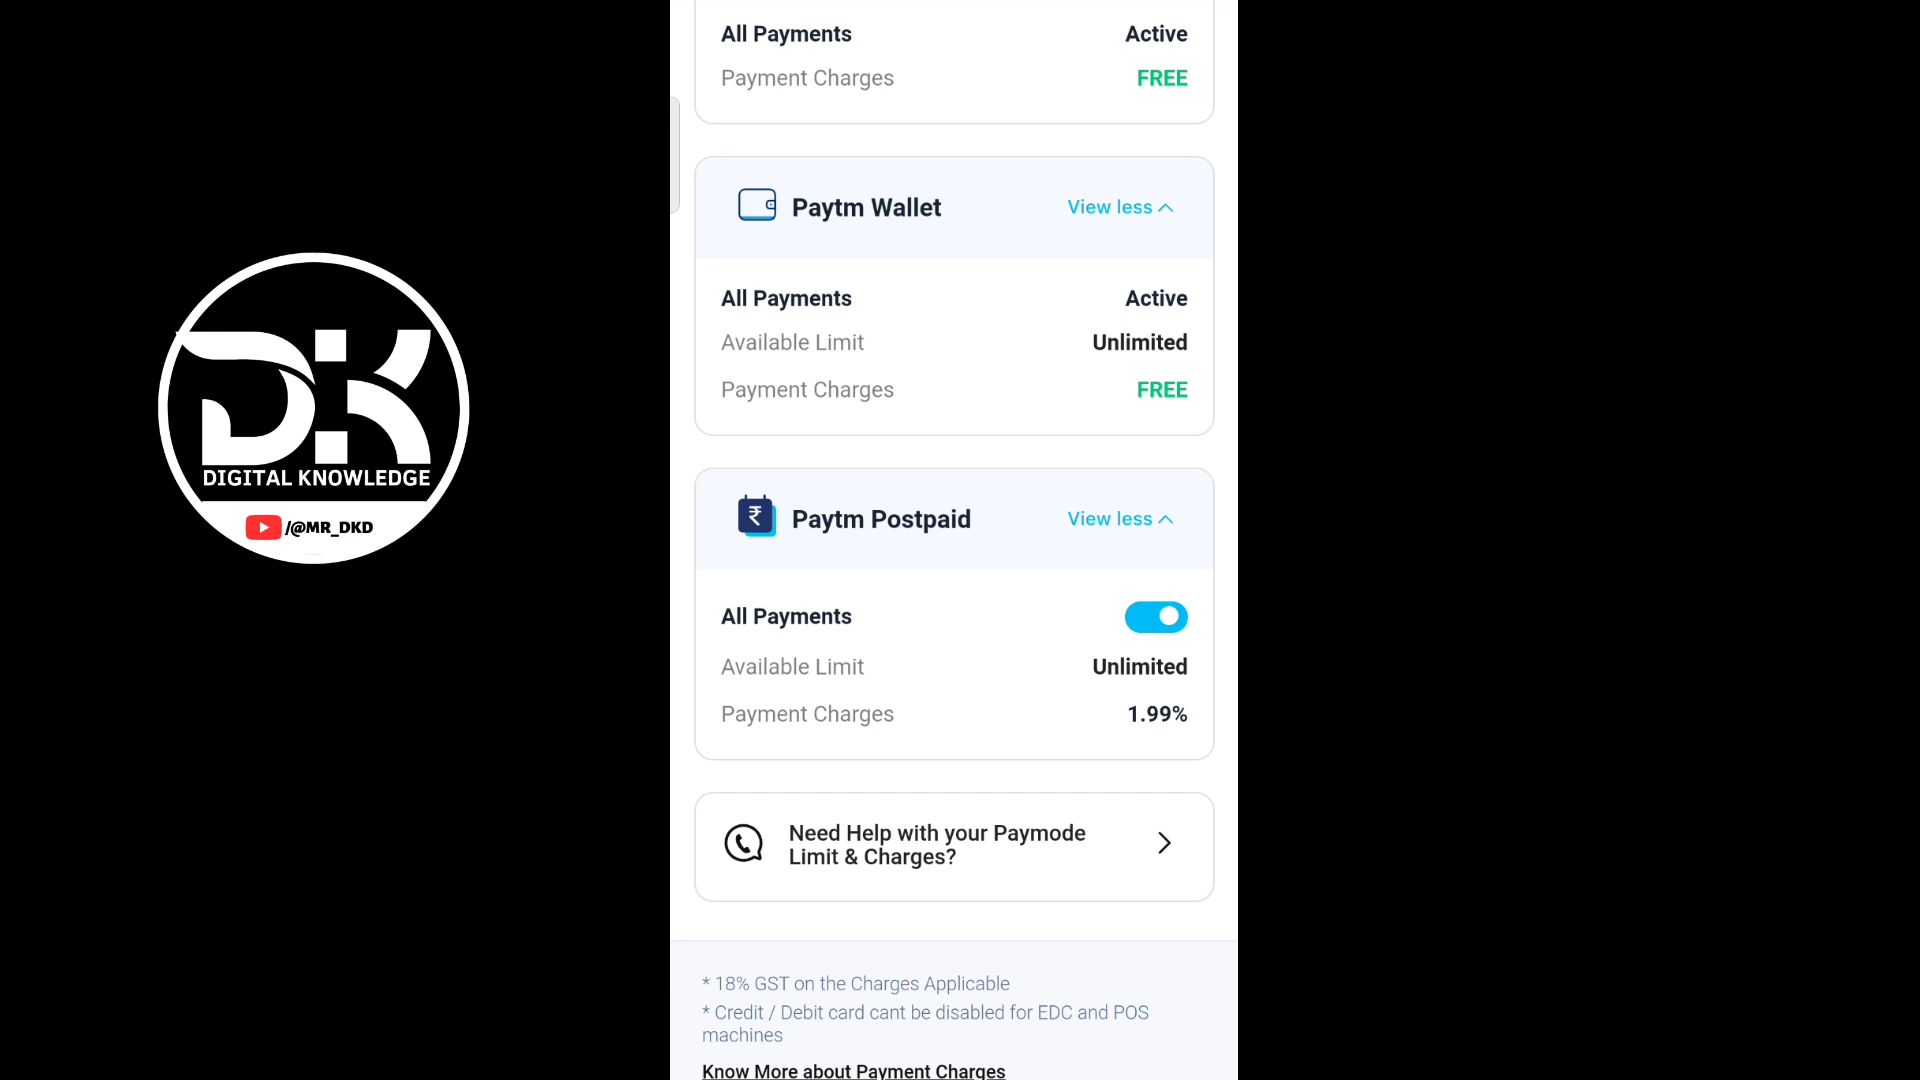 All Payments Active
Payment Charges FREE
Paytm Wallet View less
All Payments Active
Available Limit Unlimited
Payment Charges FREE
Paytm Postpaid View less
All Payments
Available Limit Unlimited
Payment Charges 1.99%
Need Help with your Paymode
Limit & Charges?
* 18% GST on the Charges Applicable
* Credit / Debit card cant be disabled for EDC and POS
machines
Know More about Payment Charges
DK
DIGITAL KNOWLEDGE
/@MR_DKD